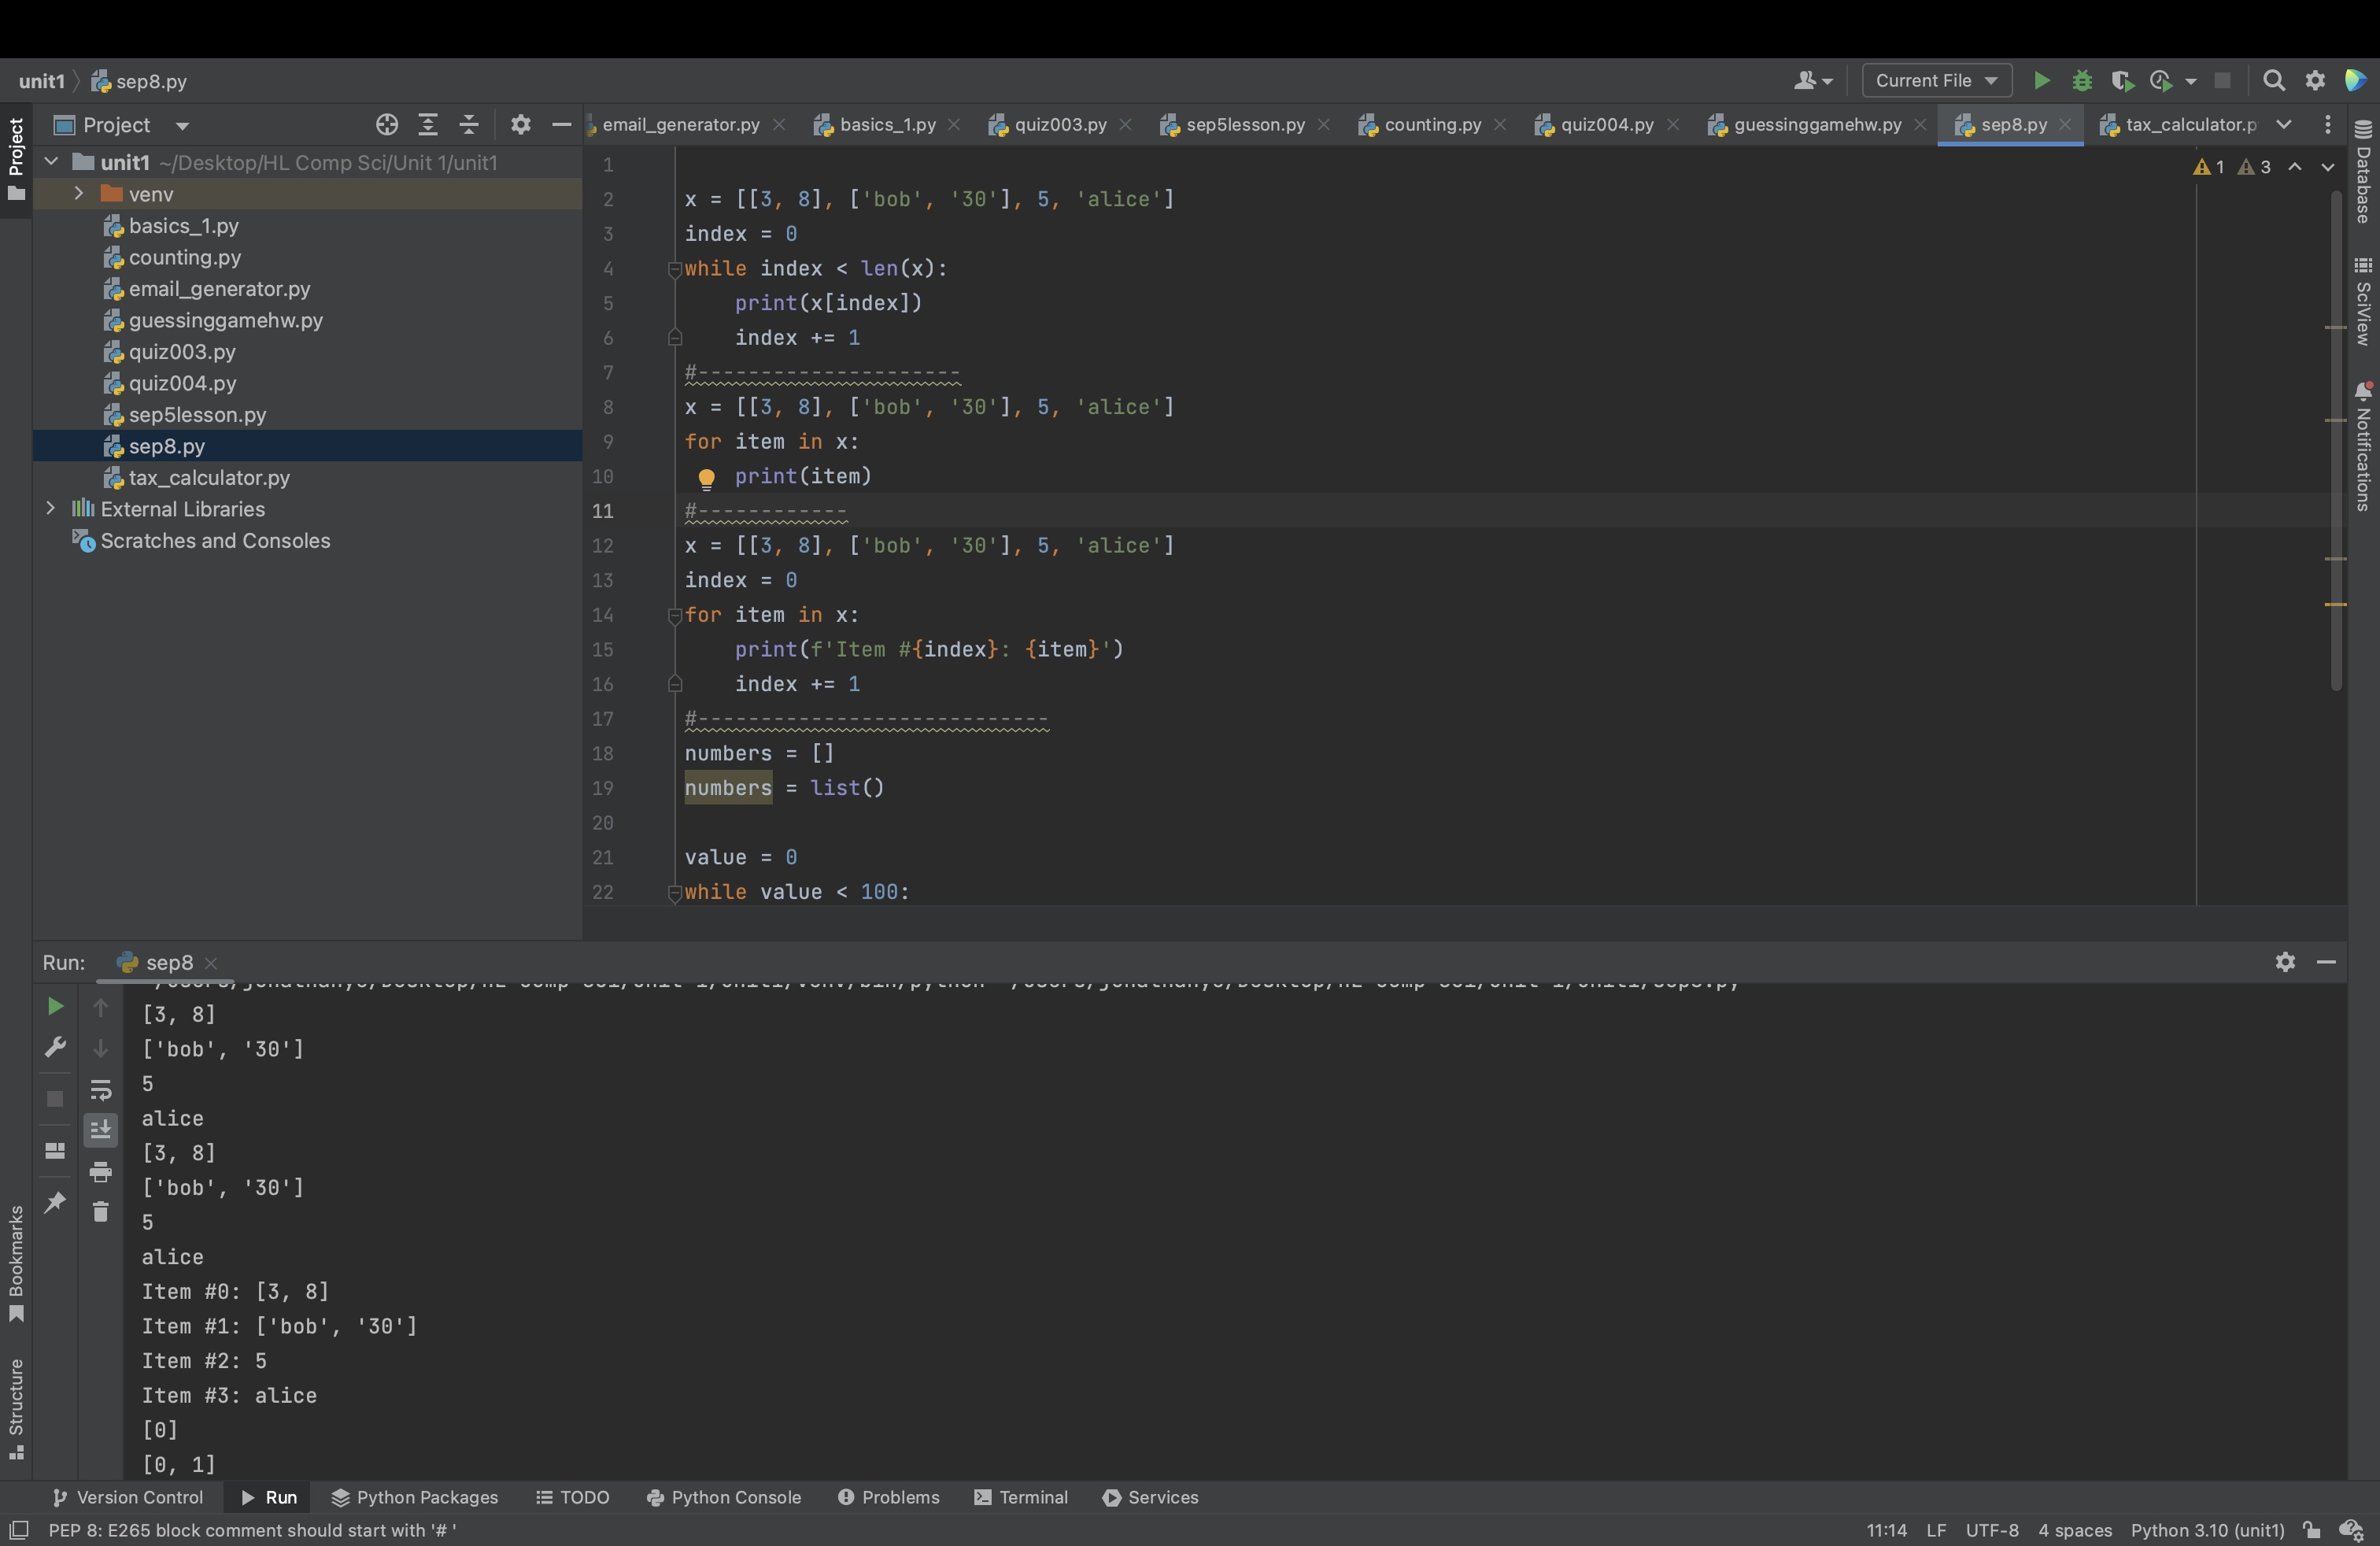 unit1 sep8.py
Current File
Project
email_generator.py
basics_1.py
quiz003.py
sep5lesson.py
counting.py
quiz004.py
guessinggamehw.py
sep8.py
tax_calculator.p
Project
unit1 ~/Desktop/HL Comp Sci/Unit 1/unit1
venv
basics_1.py
counting.py
email_generator.py
guessinggamehw.py
quiz003.py
quiz004.py
sep5lesson.py
sep8.py
tax_calculator.py
External Libraries
Scratches and Consoles
1 3
1
2 x = [[3, 8], ['bob', '30'], 5, 'alice']
3 index = 0
4 while index < len(x):
5 print(x[index])
6 index += 1
7 #---------------------
8 x = [[3, 8], ['bob', '30'], 5, 'alice']
9 for item in x:
10 print(item)
11 #------------
12 x = [[3, 8], ['bob', '30'], 5, 'alice']
13 index = 0
14 for item in x:
15 print(f'Item #{index}: {item}')
16 index += 1
17 #----------------------------
18 numbers = []
19 numbers = list()
20
21 value = 0
22 while value < 100:
Database
SciView
Notifications
Run: sep8
[3, 8]
['bob', '30']
5
alice
[3, 8]
['bob', '30']
5
alice
Item #0: [3, 8]
Item #1: ['bob', '30']
Item #2: 5
Item #3: alice
[0]
[0, 1]
Bookmarks
Structure
Version Control
Run
Python Packages
TODO
Python Console
Problems
Terminal
Services
PEP 8: E265 block comment should start with '# '
11:14 LF UTF-8 4 spaces Python 3.10 (unit1)